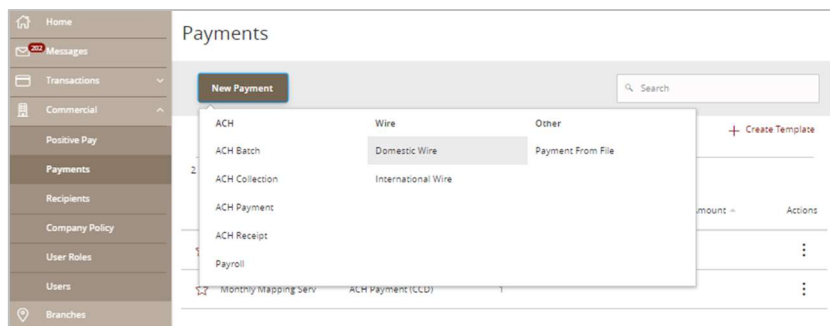 Home
202 Messages
Transactions
Commercial
Positive Pay
Payments
Recipients
Company Policy
User Roles
Users
Branches
Payments
New Payment
Search
Create Template
ACH
ACH Batch
ACH Collection
ACH Payment
ACH Receipt
Payroll
Wire
Domestic Wire
International Wire
Other
Payment From File
2
mount
Actions
Monthly Mapping Serv ACH Payment (CCD) 1